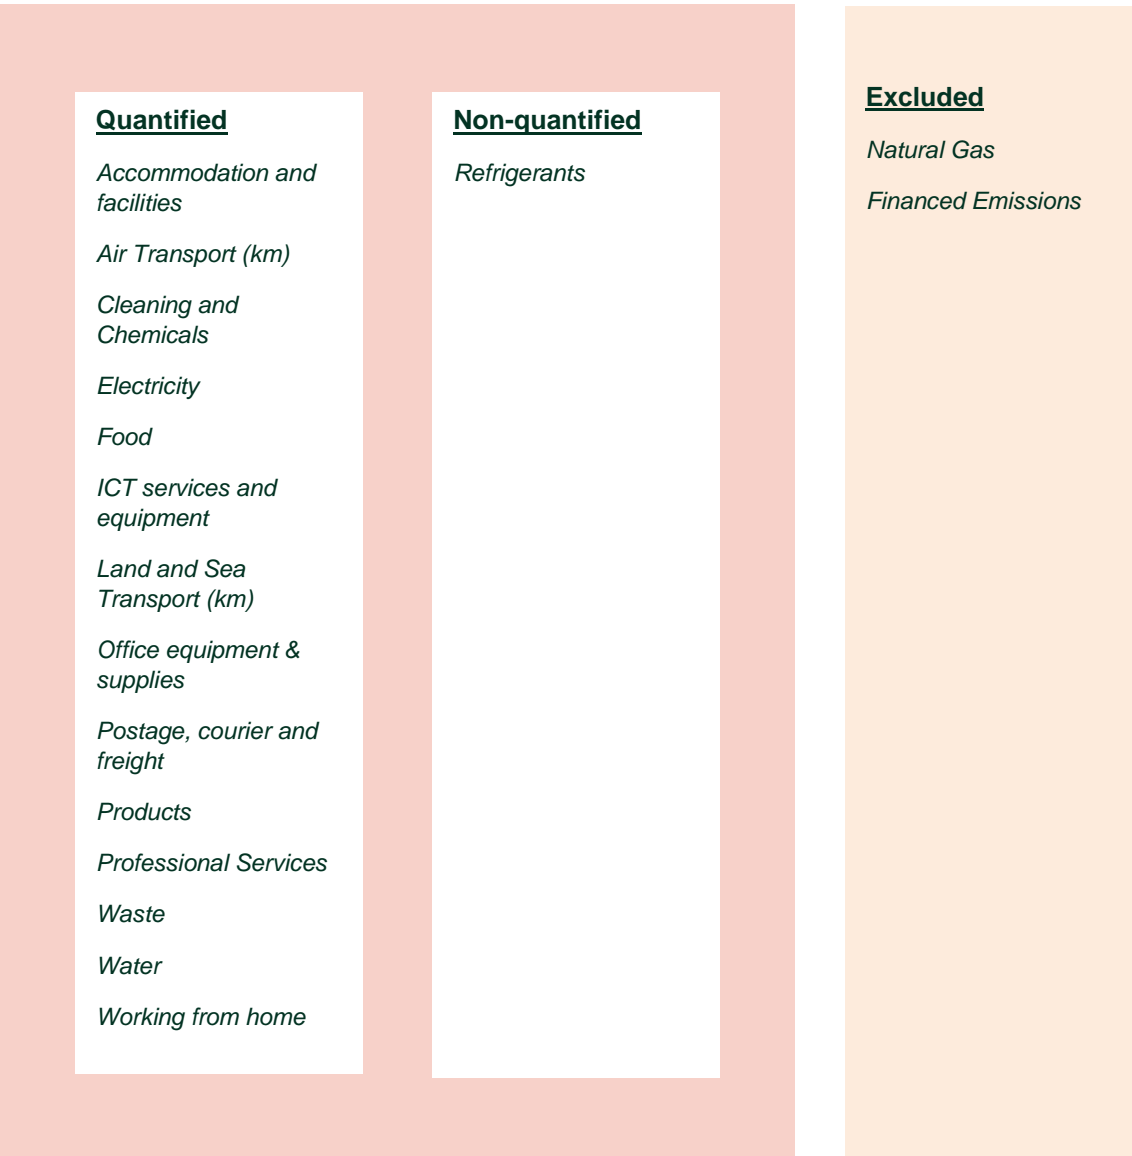 Quantified
Accommodation and
facilities
Air Transport (km)
Cleaning and
Chemicals
Electricity
Food
ICT services and
equipment
Land and Sea
Transport (km)
Office equipment &
supplies
Postage, courier and
freight
Products
Professional Services
Waste
Water
Working from home
Non-quantified
Refrigerants
Excluded
Natural Gas
Financed Emissions